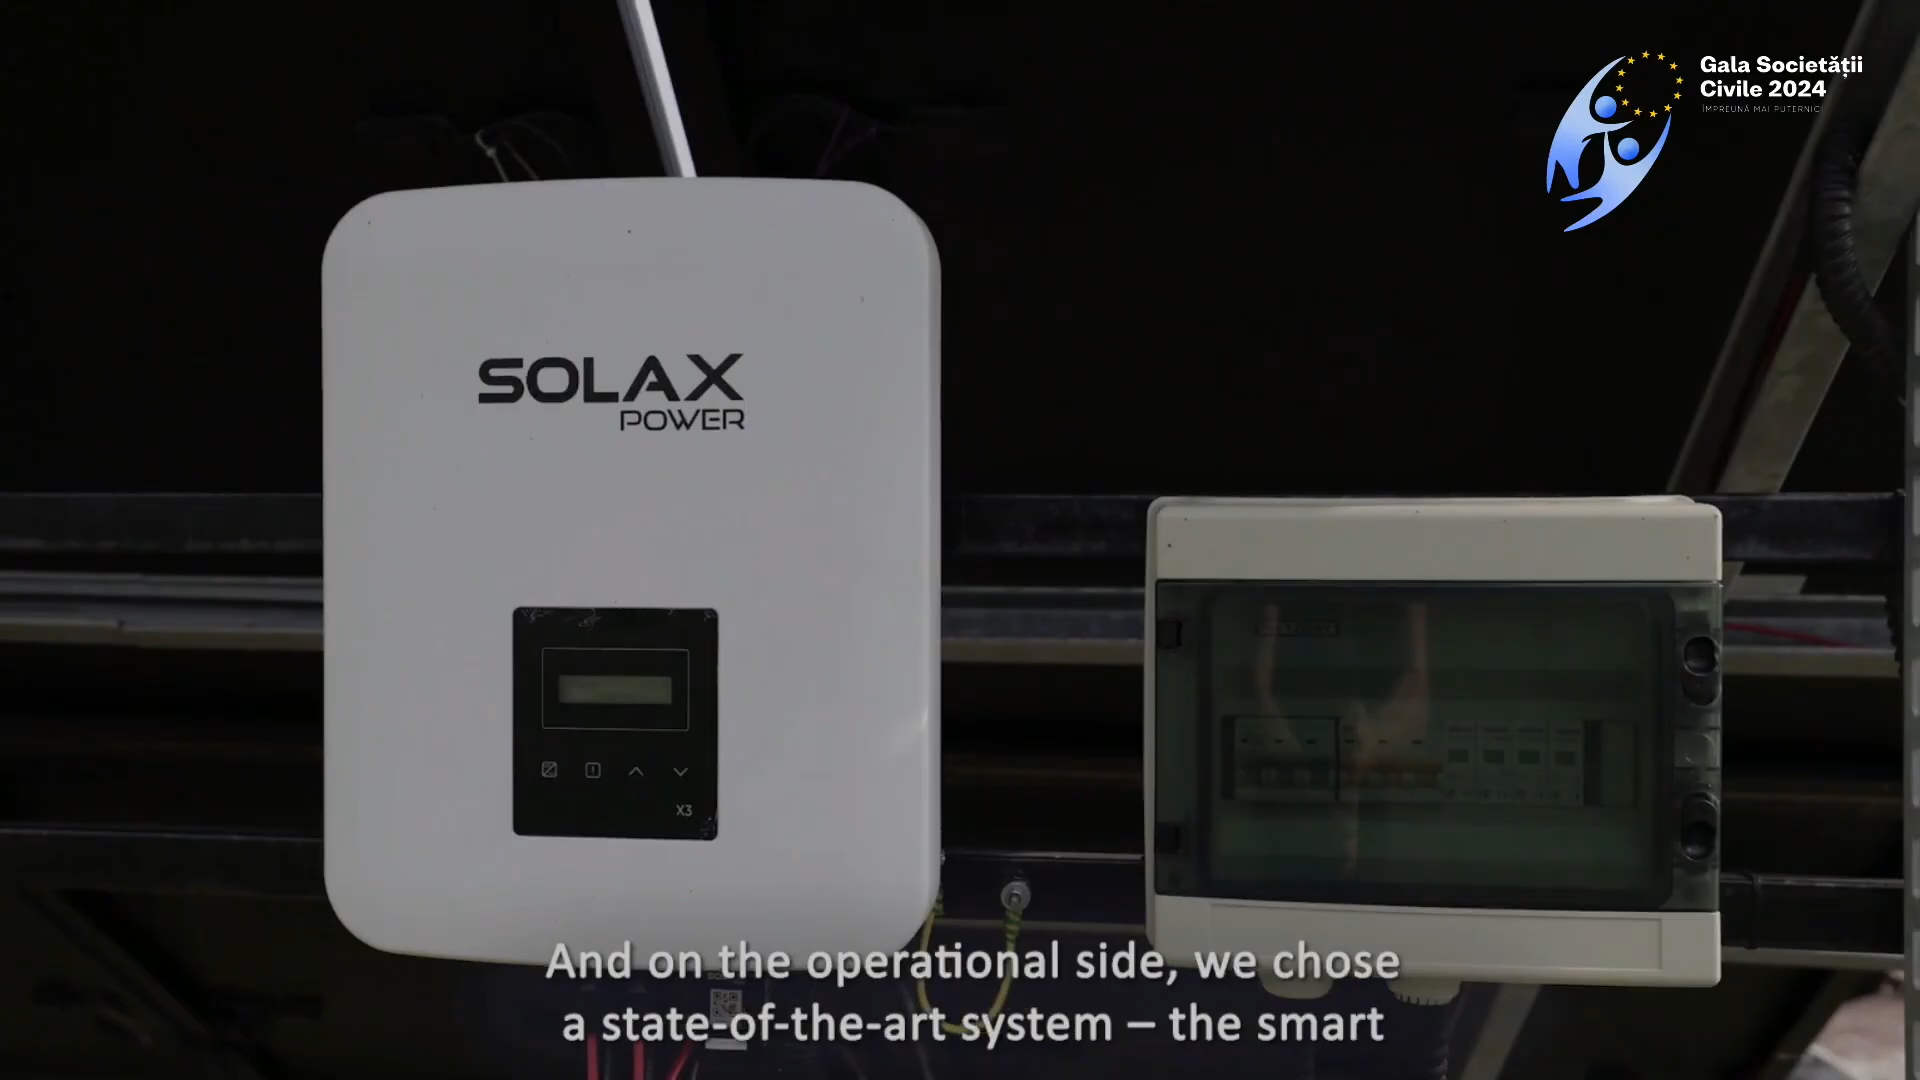 Gala Societății
Civile 2024
ÎMPREUNĂ MAI PUTERNICI
SOLAX
POWER
X3
And on the operational side, we chose
a state-of-the-art system – the smart